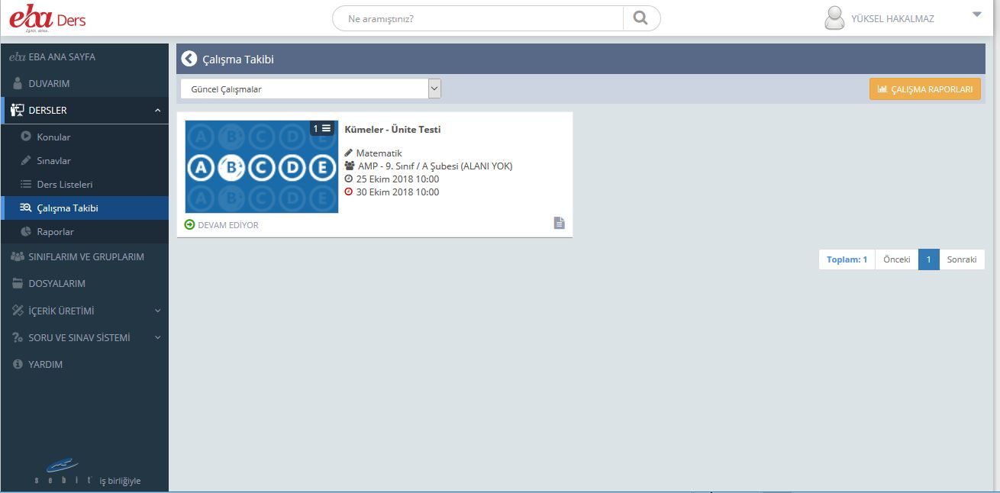 eba Ders
Ne aramıştınız?
YÜKSEL HAKALMAZ
eba EBA ANA SAYFA
DUVARIM
DERSLER
Konular
Sınavlar
Ders Listeleri
Çalışma Takibi
Raporlar
SINIFLARIM VE GRUPLARIM
DOSYALARIM
İÇERİK ÜRETİMİ
SORU VE SINAV SİSTEMİ
YARDIM
sebit iş birliğiyle
Çalışma Takibi
Güncel Çalışmalar
ÇALIŞMA RAPORLARI
1
A B C D E
A B C D E
A B C D E
Kümeler - Ünite Testi
Matematik
AMP - 9. Sınıf / A Şubesi (ALANI YOK)
25 Ekim 2018 10:00
30 Ekim 2018 10:00
DEVAM EDİYOR
Toplam: 1 Önceki 1 Sonraki